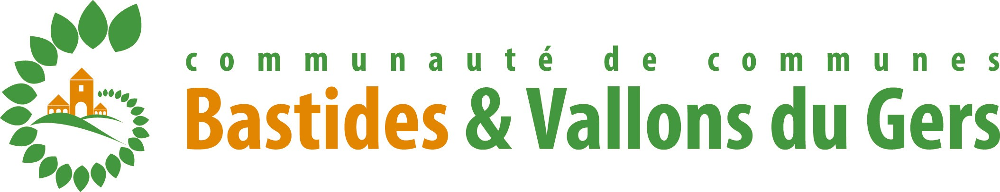 communauté de communes
Bastides & Vallons du Gers